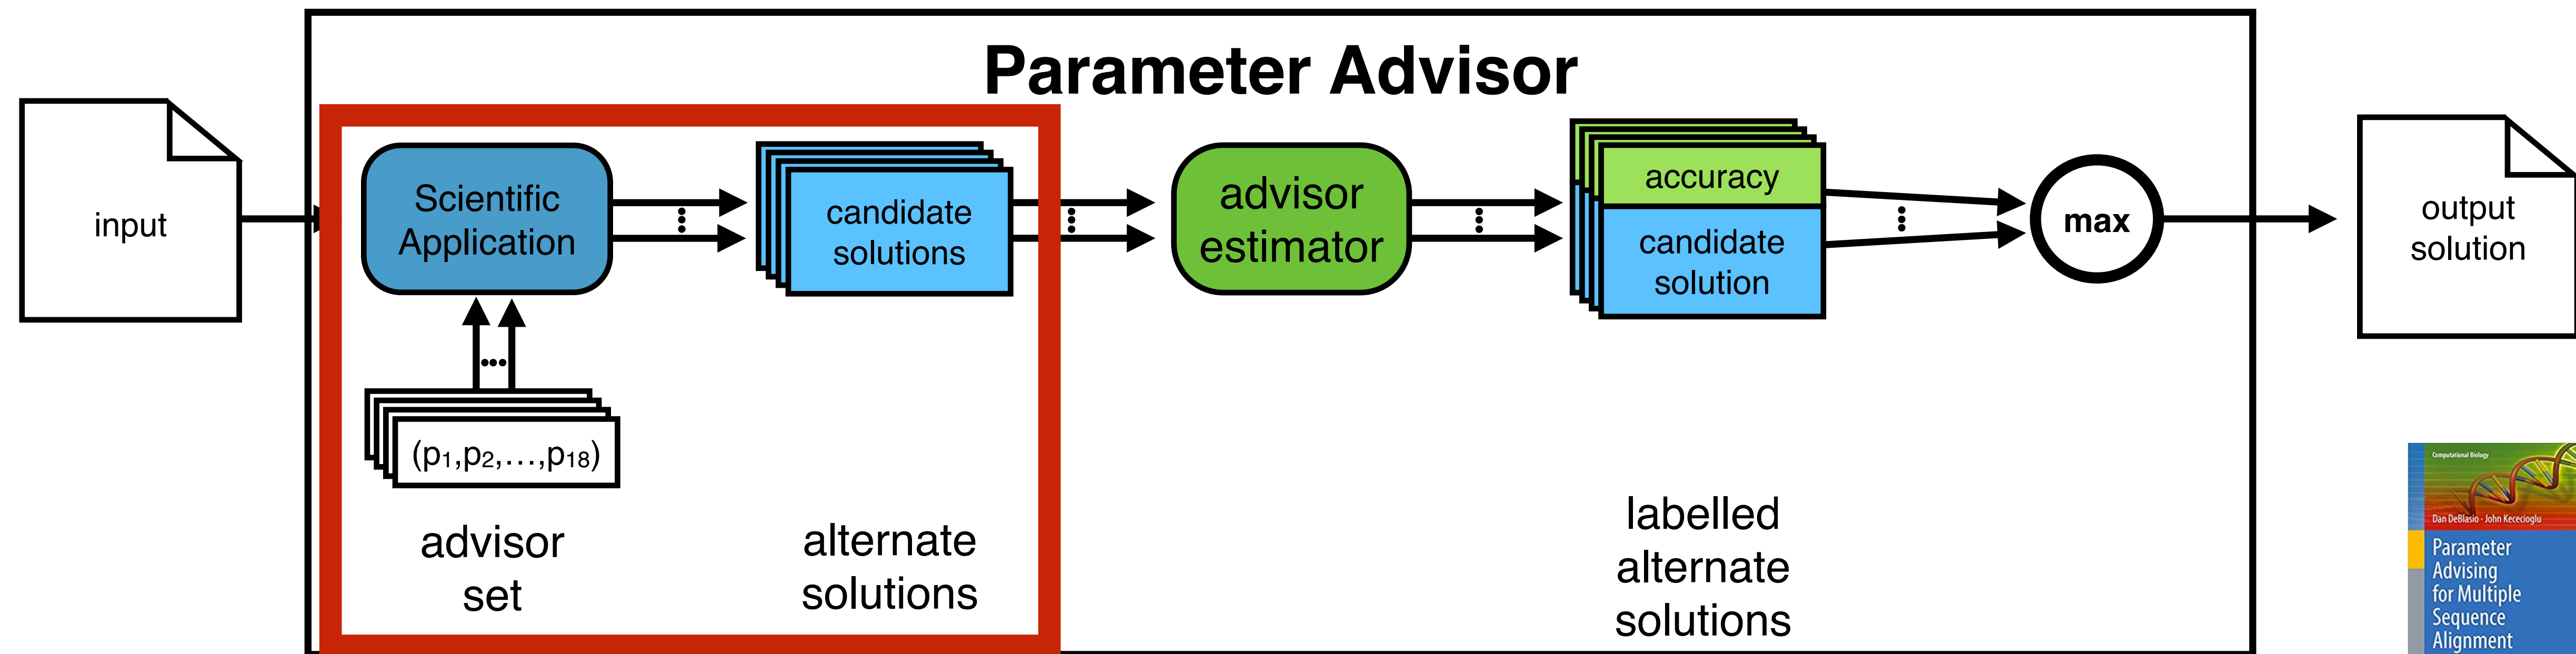 Parameter Advisor
input
Scientific
Application
candidate
solutions
advisor
estimator
accuracy
candidate
solution
max
output
solution
(p₁,p₂,…,p₁₈)
advisor
set
alternate
solutions
labelled
alternate
solutions
Computational Biology
Dan DeBlasio · John Kececioglu
Parameter
Advising
for Multiple
Sequence
Alignment